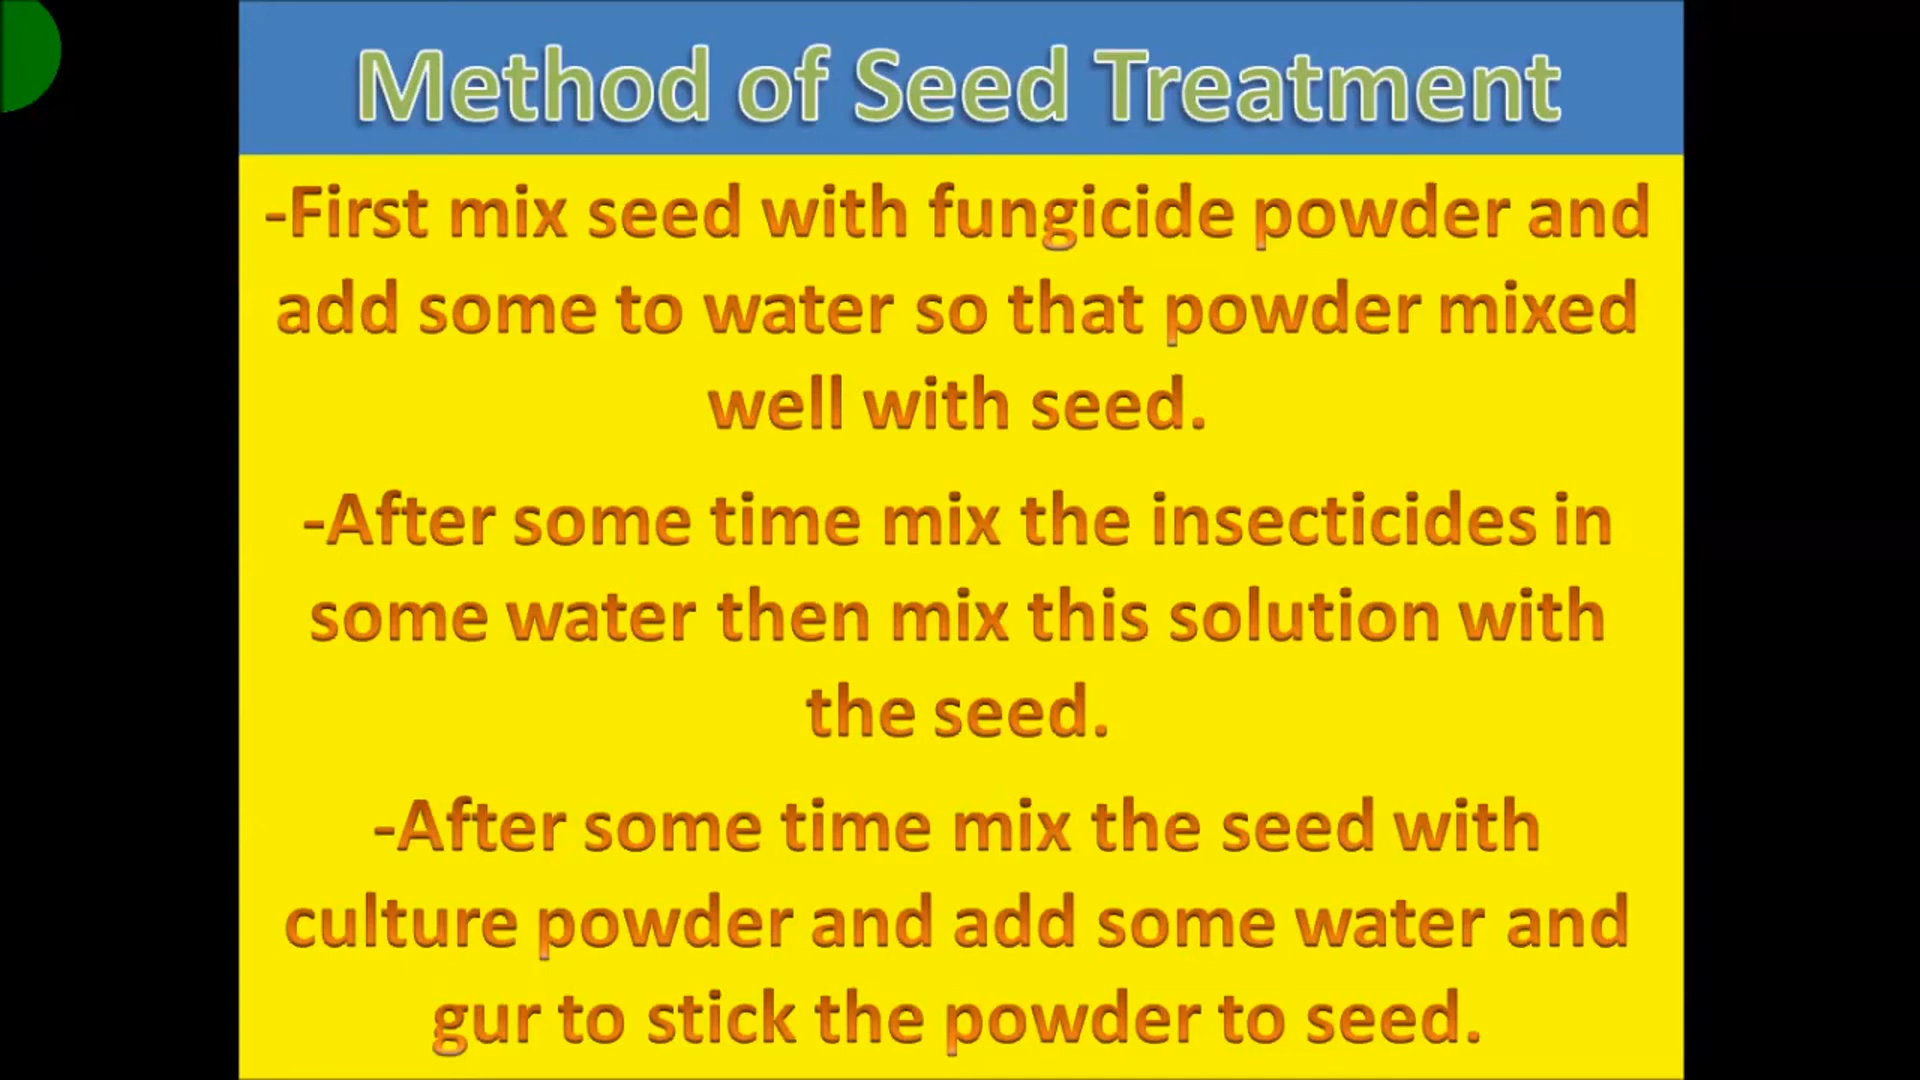 Method of Seed Treatment
-First mix seed with fungicide powder and
add some to water so that powder mixed
well with seed.
-After some time mix the insecticides in
some water then mix this solution with
the seed.
-After some time mix the seed with
culture powder and add some water and
gur to stick the powder to seed.